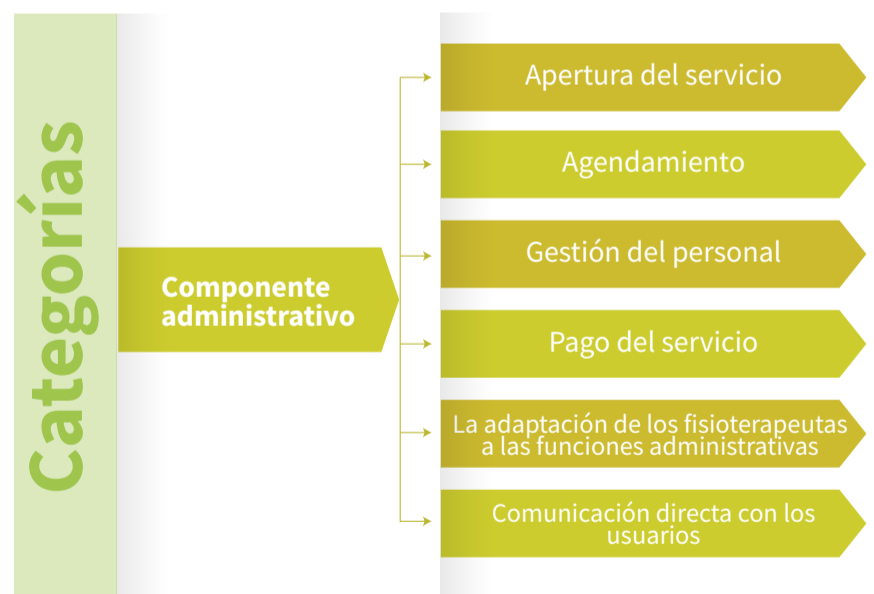 Categorías
Componente
administrativo
Apertura del servicio
Agendamiento
Gestión del personal
Pago del servicio
La adaptación de los fisioterapeutas
a las funciones administrativas
Comunicación directa con los
usuarios